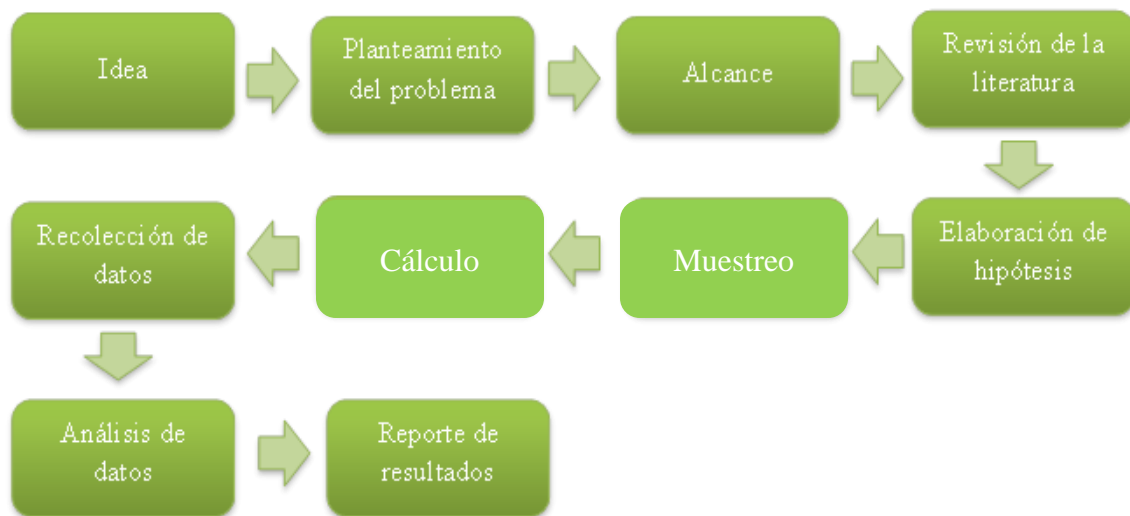 Idea
Planteamiento
del problema
Alcance
Revisión de la
literatura
Elaboración de
hipótesis
Muestreo
Cálculo
Recolección de
datos
Análisis de
datos
Reporte de
resultados